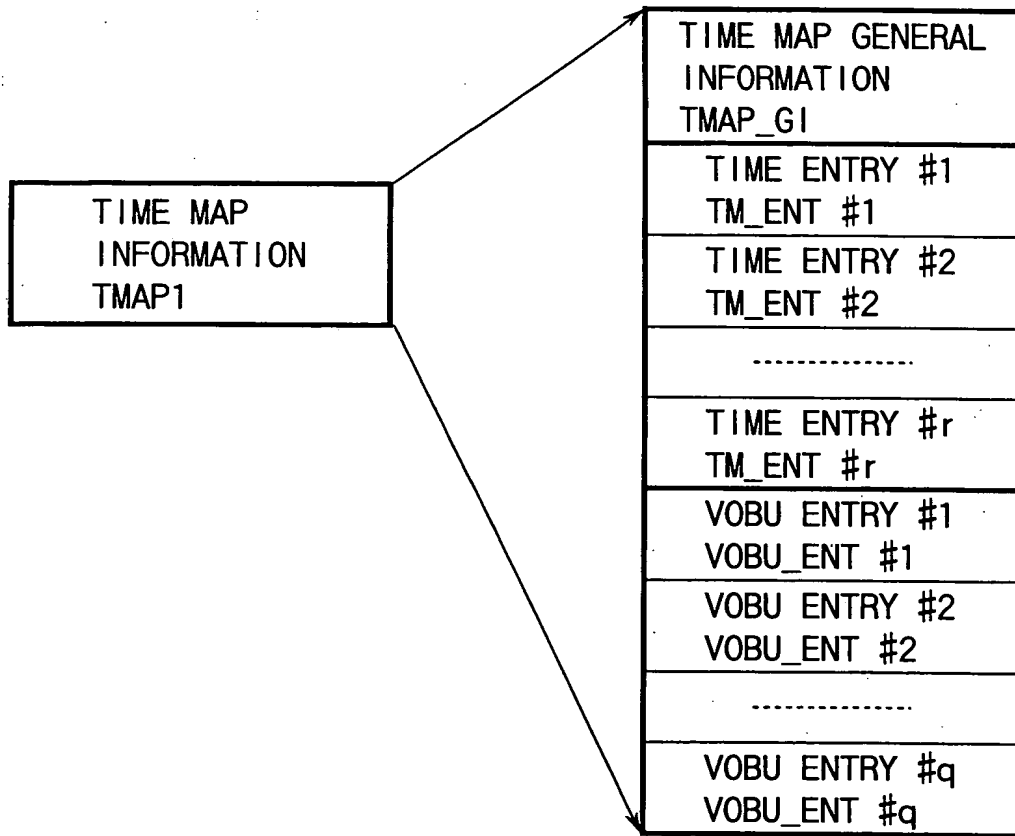 TIME MAP
INFORMATION
TMAP1
TIME MAP GENERAL
INFORMATION
TMAP_GI
TIME ENTRY #1
TM_ENT #1
TIME ENTRY #2
TM_ENT #2
TIME ENTRY #r
TM_ENT #r
VOBU ENTRY #1
VOBU_ENT #1
VOBU ENTRY #2
VOBU_ENT #2
VOBU ENTRY #q
VOBU_ENT #q